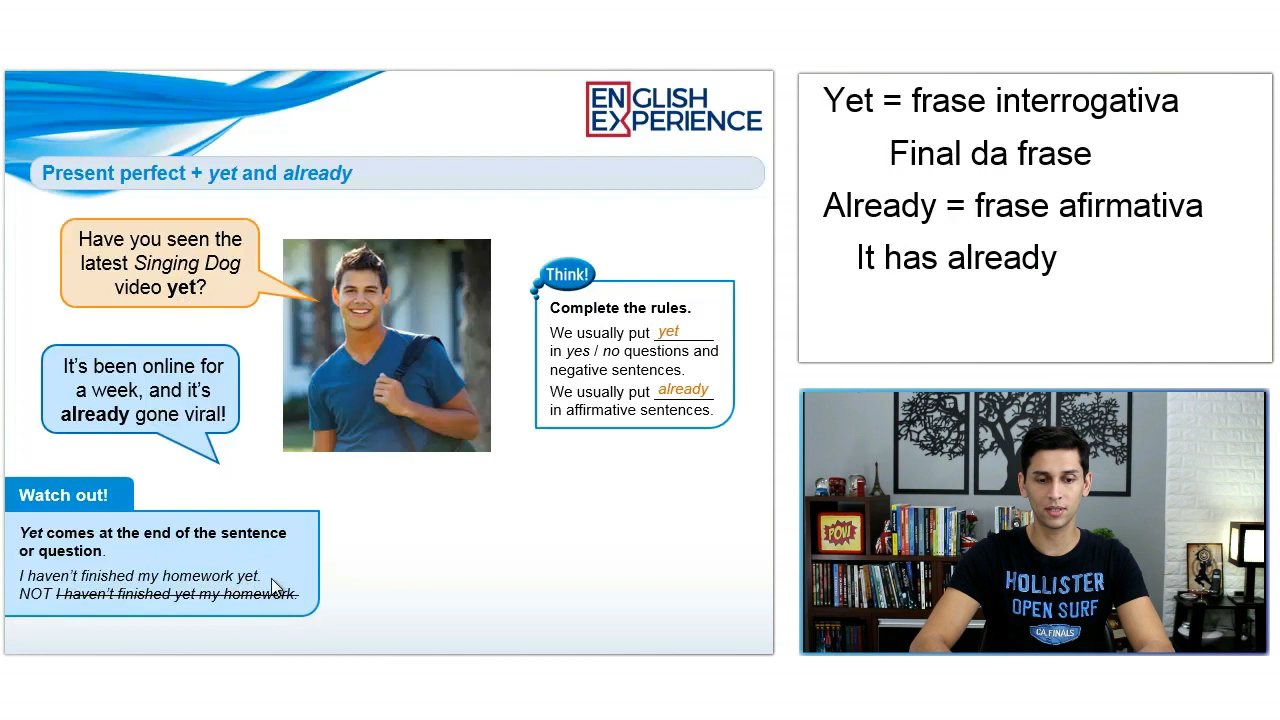 ENGLISH
EXPERIENCE
Present perfect + yet and already
Have you seen the
latest Singing Dog
video yet?
It's been online for
a week, and it's
already gone viral!
Think!
Complete the rules.
We usually put yet
in yes / no questions and
negative sentences.
We usually put already
in affirmative sentences.
Watch out!
Yet comes at the end of the sentence
or question.
I haven't finished my homework yet.
NOT I haven't finished yet my homework.
Yet = frase interrogativa
Final da frase
Already = frase afirmativa
It has already
POW!
HOLLISTER
OPEN SURF
CA.FINALS